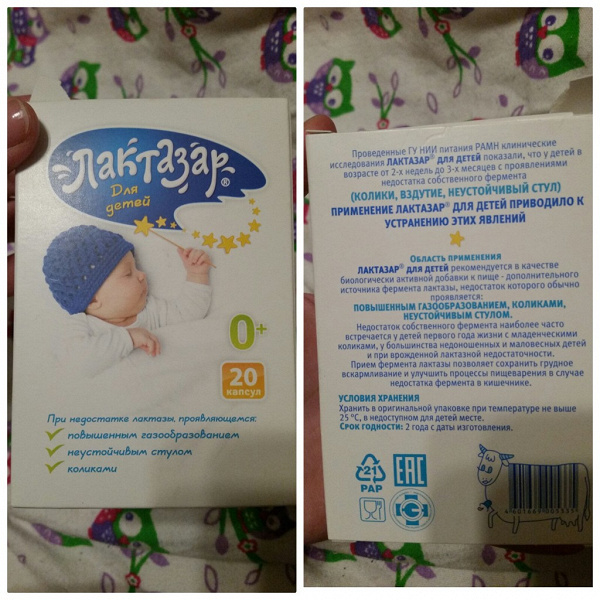 Лактазар®
Для
детей
0+
20
капсул
При недостатке лактазы, проявляющемся:
повышенным газообразованием
неустойчивым стулом
коликами
Проведенные ГУ НИИ питания РАМН клинические
исследования ЛАКТАЗАР® ДЛЯ ДЕТЕЙ показали, что у детей в
возрасте от 2-х недель до 3-х месяцев с проявлениями
недостатка собственного фермента
(КОЛИКИ, ВЗДУТИЕ, НЕУСТОЙЧИВЫЙ СТУЛ)
ПРИМЕНЕНИЕ ЛАКТАЗАР® ДЛЯ ДЕТЕЙ ПРИВОДИЛО К
УСТРАНЕНИЮ ЭТИХ ЯВЛЕНИЙ
ОБЛАСТЬ ПРИМЕНЕНИЯ
ЛАКТАЗАР® ДЛЯ ДЕТЕЙ рекомендуется в качестве
биологически активной добавки к пище - дополнительного
источника фермента лактазы, недостаток которого обычно
проявляется:
ПОВЫШЕННЫМ ГАЗООБРАЗОВАНИЕМ, КОЛИКАМИ,
НЕУСТОЙЧИВЫМ СТУЛОМ.
Недостаток собственного фермента наиболее часто
встречается у детей первого года жизни с младенческими
коликами, у большинства недоношенных и маловесных детей
и при врожденной лактазной недостаточности.
Прием фермента лактазы позволяет сохранить грудное
вскармливание и улучшить процессы пищеварения в случае
недостатка фермента в кишечнике.
УСЛОВИЯ ХРАНЕНИЯ
Хранить в оригинальной упаковке при температуре не выше
25 °С, в недоступном для детей месте.
СРОК ГОДНОСТИ: 2 года с даты изготовления.
21
PAP
EAC